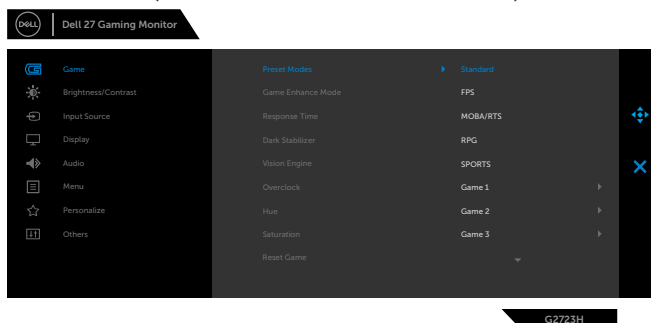 DELL
Dell 27 Gaming Monitor
Game Preset Modes Standard
Brightness/Contrast Game Enhance Mode FPS
Input Source Response Time MOBA/RTS
Display Dark Stabilizer RPG
Audio Vision Engine SPORTS
Menu Overclock Game 1
Personalize Hue Game 2
Others Saturation Game 3
Reset Game
G2723H